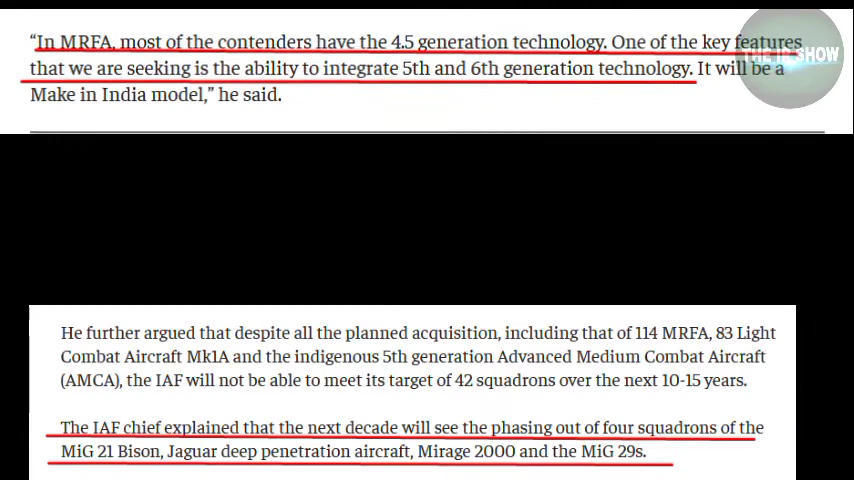 “In MRFA, most of the contenders have the 4.5 generation technology. One of the key features
that we are seeking is the ability to integrate 5th and 6th generation technology. It will be a
Make in India model,” he said.
THE IR SHOW
He further argued that despite all the planned acquisition, including that of 114 MRFA, 83 Light
Combat Aircraft Mk1A and the indigenous 5th generation Advanced Medium Combat Aircraft
(AMCA), the IAF will not be able to meet its target of 42 squadrons over the next 10-15 years.
The IAF chief explained that the next decade will see the phasing out of four squadrons of the
MiG 21 Bison, Jaguar deep penetration aircraft, Mirage 2000 and the MiG 29s.